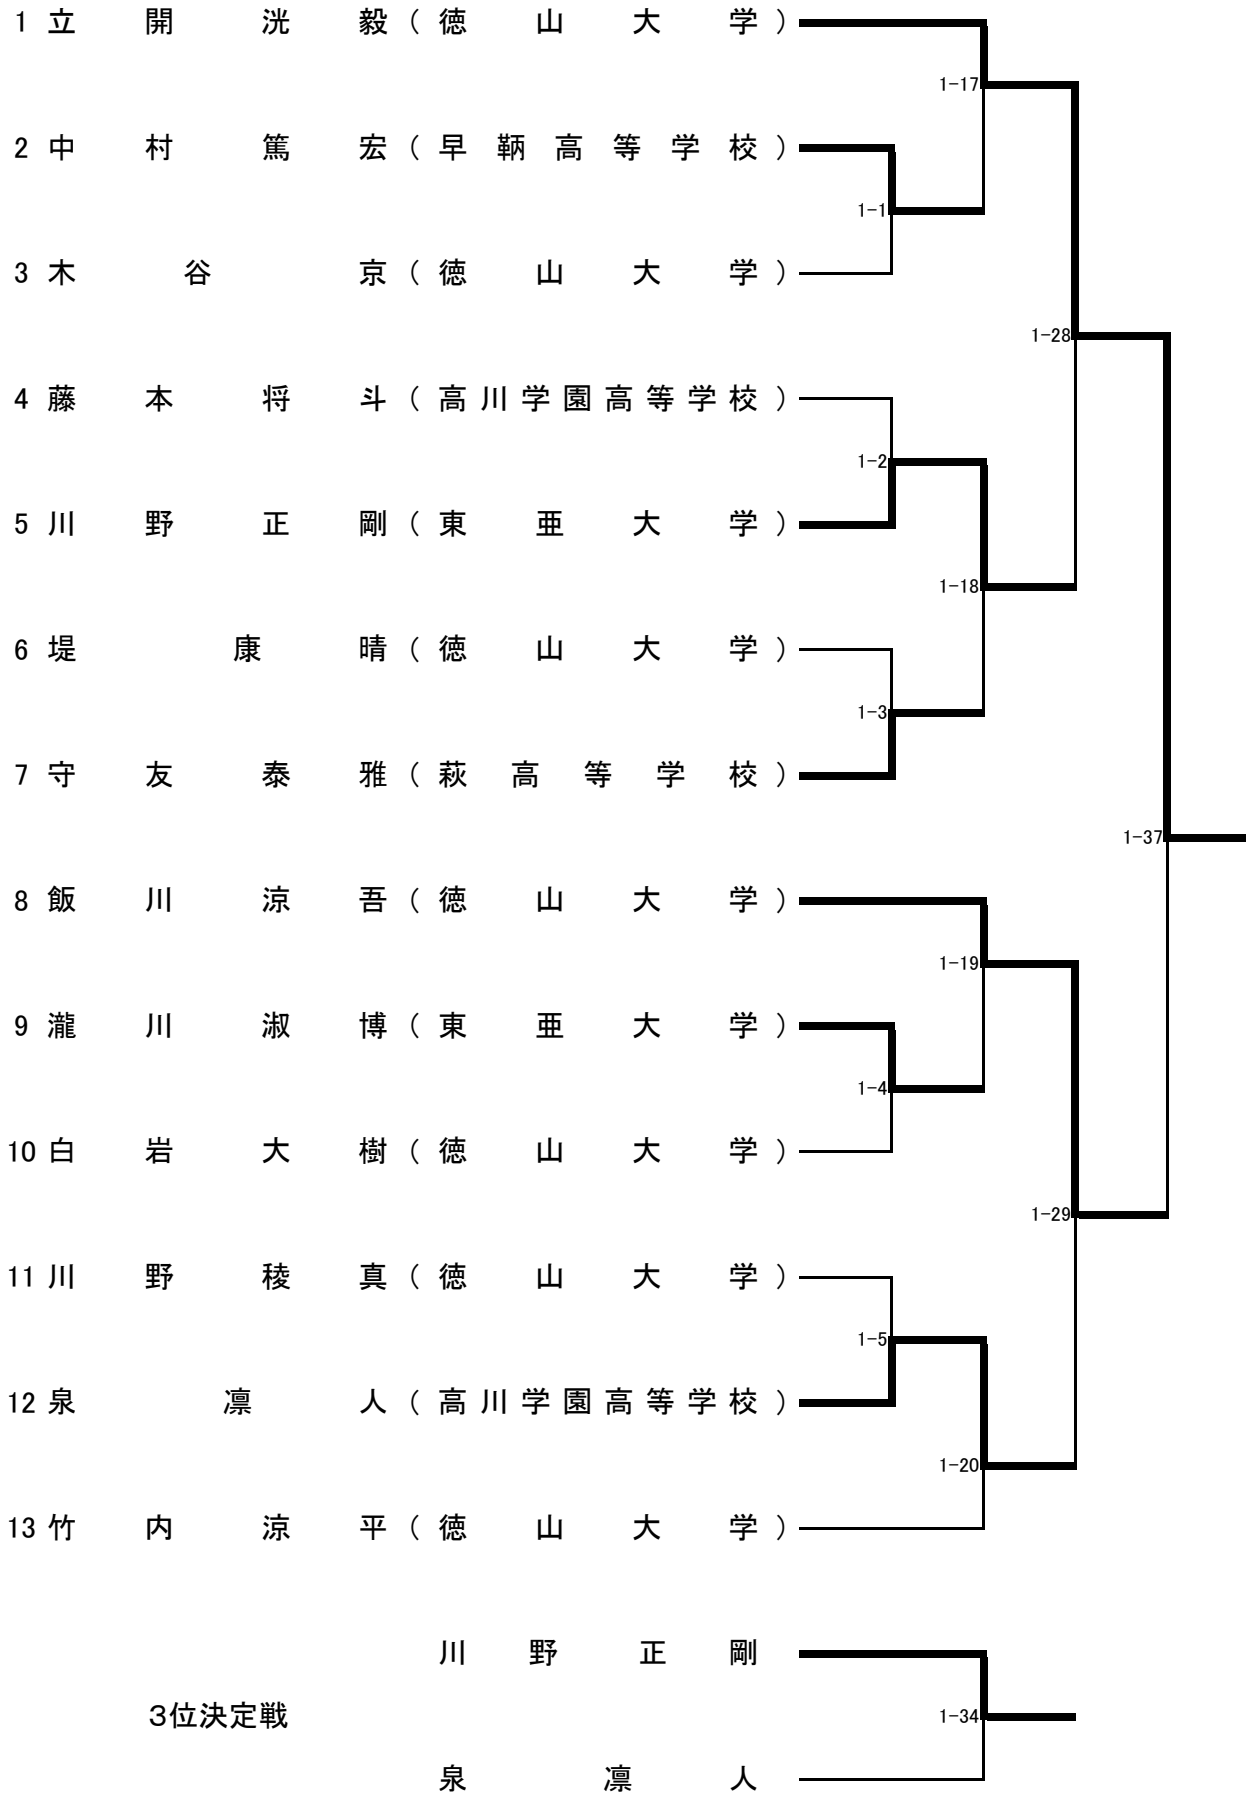 1 立開洸毅（徳山大学）
1-17
2 中村篤宏（早鞆高等学校）
1-1
3 木谷京（徳山大学）
1-28
4 藤本将斗（高川学園高等学校）
1-2
5 川野正剛（東亜大学）
1-18
6 堤康晴（徳山大学）
1-3
7 守友泰雅（萩高等学校）
1-37
8 飯川涼吾（徳山大学）
1-19
9 瀧川淑博（東亜大学）
1-4
10 白岩大樹（徳山大学）
1-29
11 川野稜真（徳山大学）
1-5
12 泉凛人（高川学園高等学校）
1-20
13 竹内涼平（徳山大学）
川野正剛
３位決定戦
1-34
泉凛人